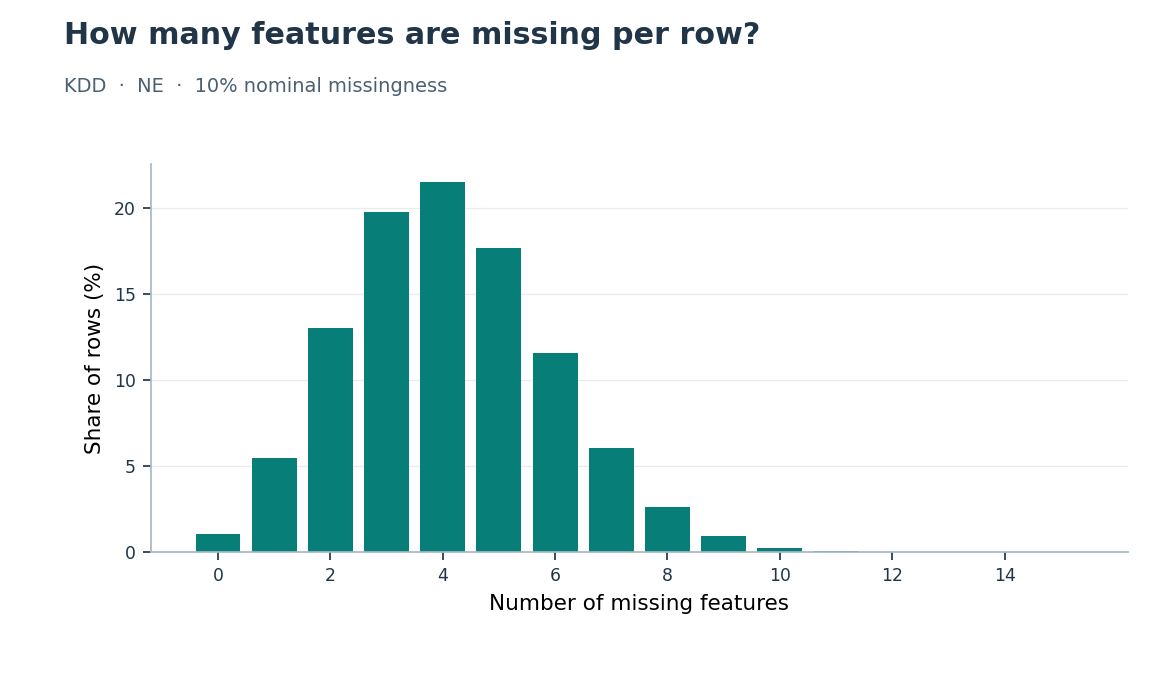 How many features are missing per row?
KDD · NE · 10% nominal missingness
Share of rows (%)
20
15
10
5
0
0 2 4 6 8 10 12 14
Number of missing features